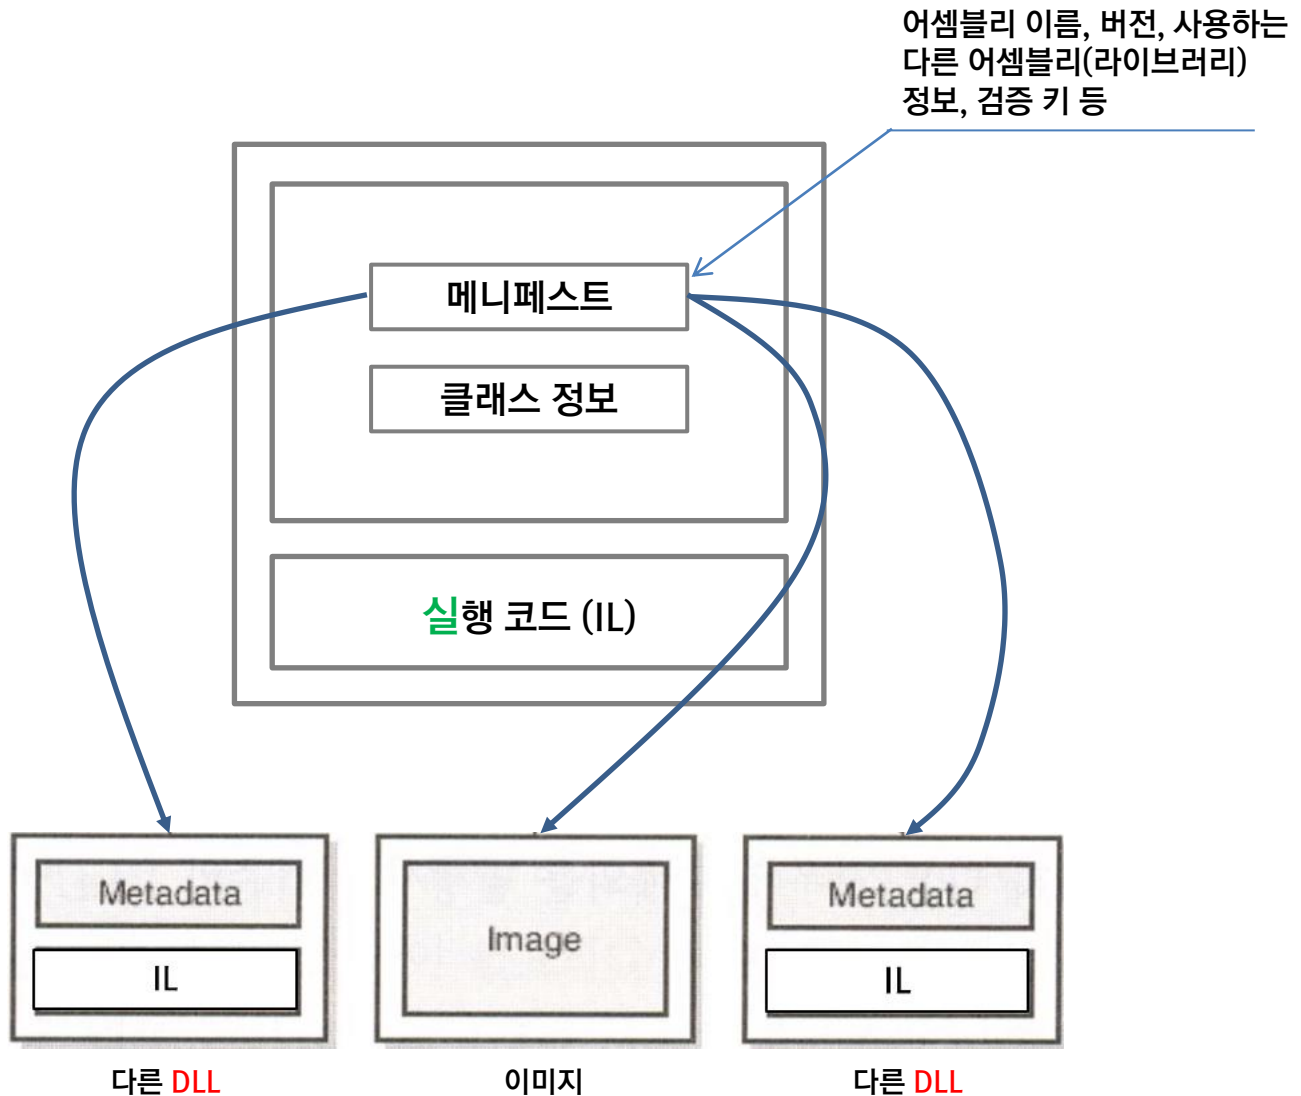 어셈블리 이름, 버전, 사용하는
다른 어셈블리(라이브러리)
정보, 검증 키 등
메니페스트
클래스 정보
실행 코드 (IL)
Metadata
IL
Image
Metadata
IL
다른 DLL
이미지
다른 DLL